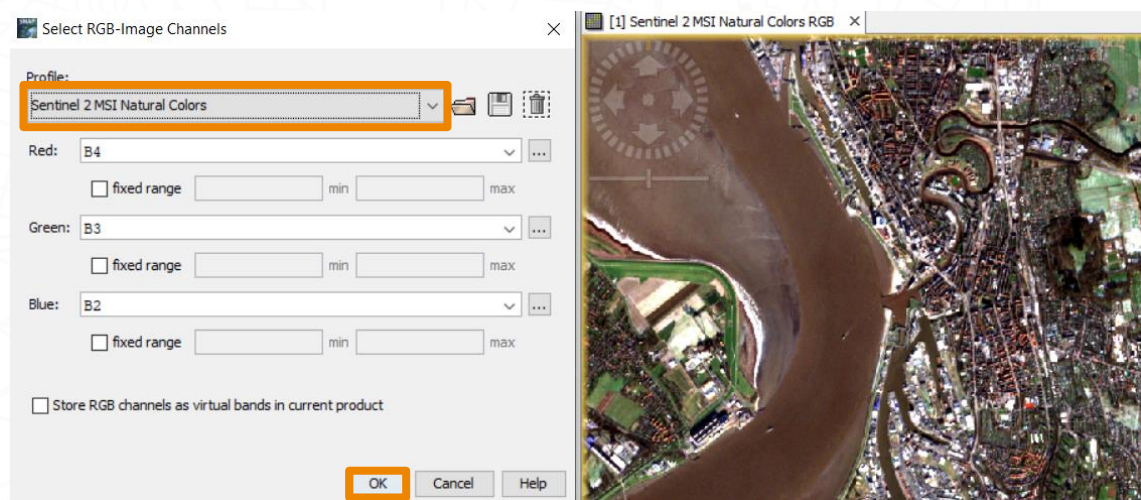 SNAP
Select RGB-Image Channels
Profile:
Sentinel 2 MSI Natural Colors
Red: B4 ...
fixed range min max
Green: B3 ...
fixed range min max
Blue: B2 ...
fixed range min max
Store RGB channels as virtual bands in current product
OK Cancel Help
[1] Sentinel 2 MSI Natural Colors RGB